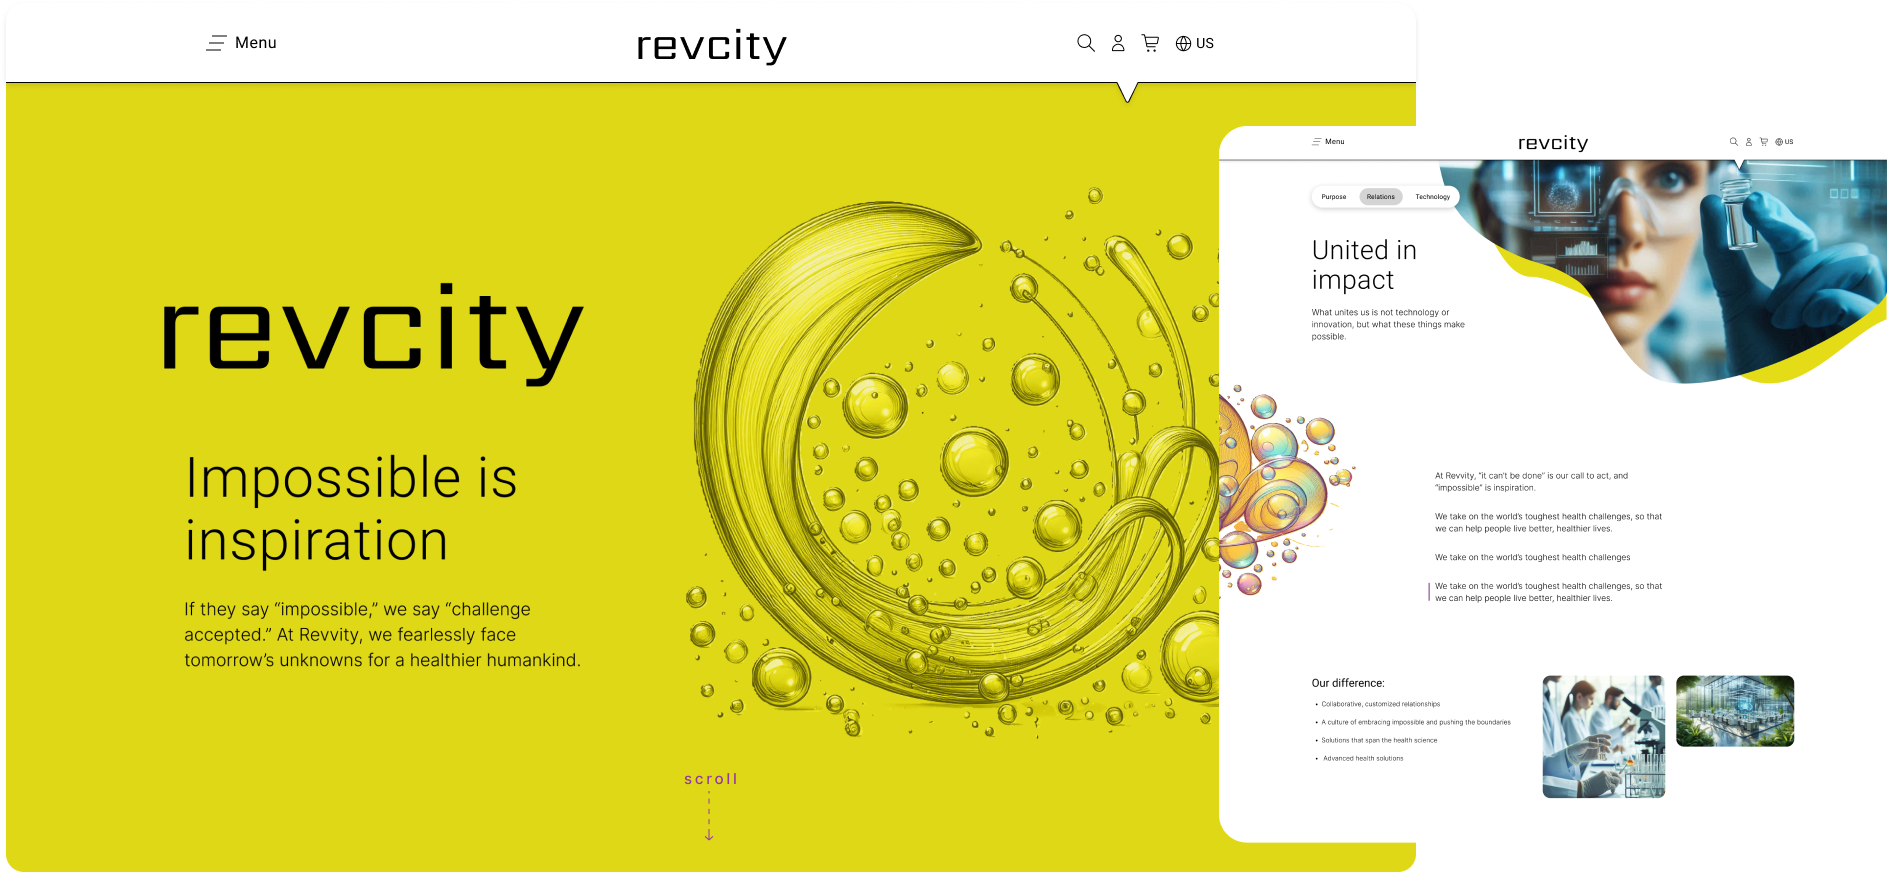 Menu
revcity
US
revcity
Impossible is
inspiration
If they say “impossible,” we say “challenge
accepted.” At Revvity, we fearlessly face
tomorrow’s unknowns for a healthier humankind.
scroll
Menu
revcity
US
Purpose
Relations
Technology
United in
impact
What unites us is not technology or
innovation, but what these things make
possible.
At Revvity, “it can’t be done” is our call to act, and
“impossible” is inspiration.
We take on the world’s toughest health challenges, so that
we can help people live better, healthier lives.
We take on the world’s toughest health challenges
We take on the world’s toughest health challenges, so that
we can help people live better, healthier lives.
Our difference:
• Collaborative, customized relationships
• A culture of embracing impossible and pushing the boundaries
• Solutions that span the health science
• Advanced health solutions